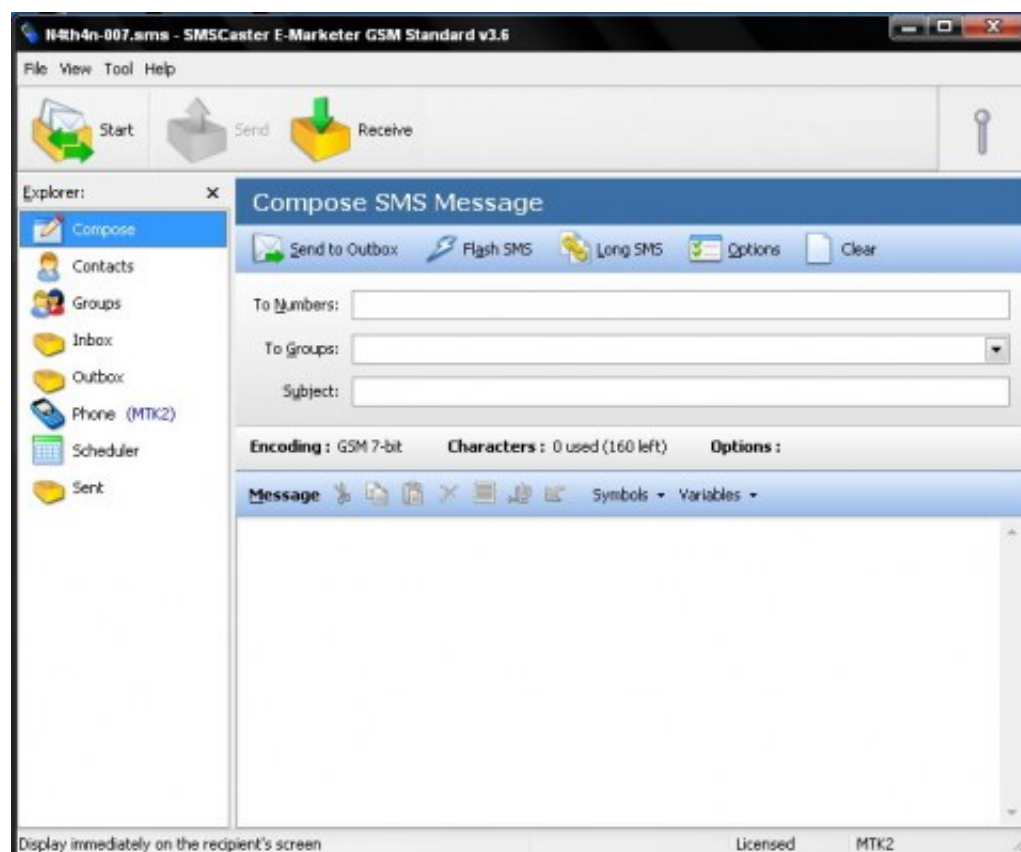 N4th4n-007.sms - SMSCaster E-Marketer GSM Standard v3.6
File View Tool Help
Start Send Receive
Explorer:
Compose
Contacts
Groups
Inbox
Outbox
Phone (MTK2)
Scheduler
Sent
Compose SMS Message
Send to Outbox Flash SMS Long SMS Options Clear
To Numbers:
To Groups:
Subject:
Encoding : GSM 7-bit Characters : 0 used (160 left) Options :
Message Symbols Variables
Display immediately on the recipient's screen Licensed MTK2